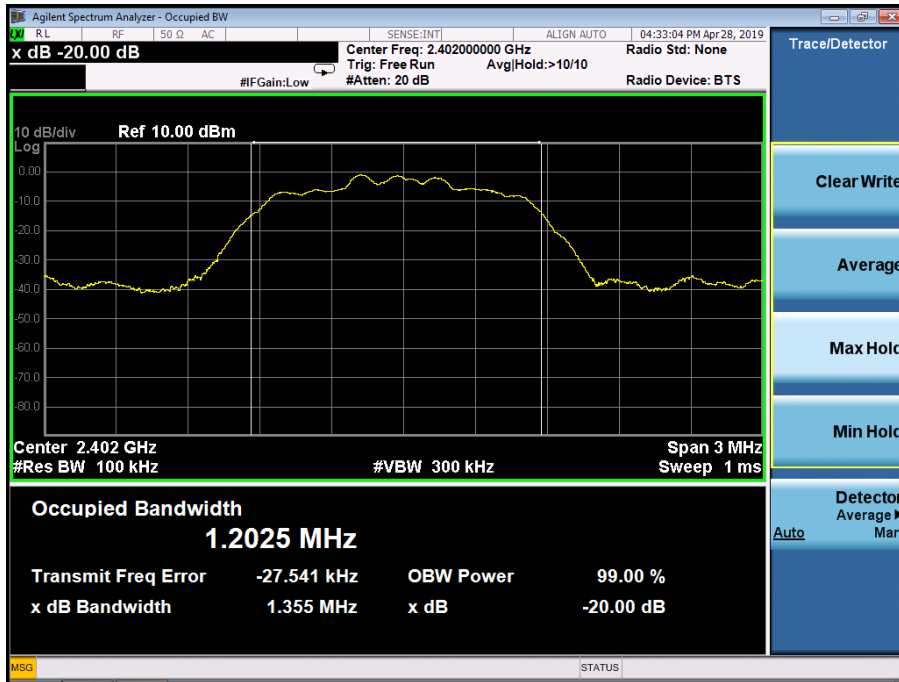 Agilent Spectrum Analyzer - Occupied BW
LXI RL RF 50 Ω AC SENSE:INT ALIGN AUTO 04:33:04 PM Apr 28, 2019
x dB -20.00 dB
Center Freq: 2.402000000 GHz Radio Std: None
Trig: Free Run Avg|Hold:>10/10
#IFGain:Low #Atten: 20 dB Radio Device: BTS
Trace/Detector
10 dB/div Ref 10.00 dBm
Log
0.00
-10.0
-20.0
-30.0
-40.0
-50.0
-60.0
-70.0
-80.0
Center 2.402 GHz Span 3 MHz
#Res BW 100 kHz #VBW 300 kHz Sweep 1 ms
Occupied Bandwidth
1.2025 MHz
Transmit Freq Error -27.541 kHz OBW Power 99.00 %
x dB Bandwidth 1.355 MHz x dB -20.00 dB
Clear Write
Average
Max Hold
Min Hold
Detector
Average
Auto Man
MSG STATUS